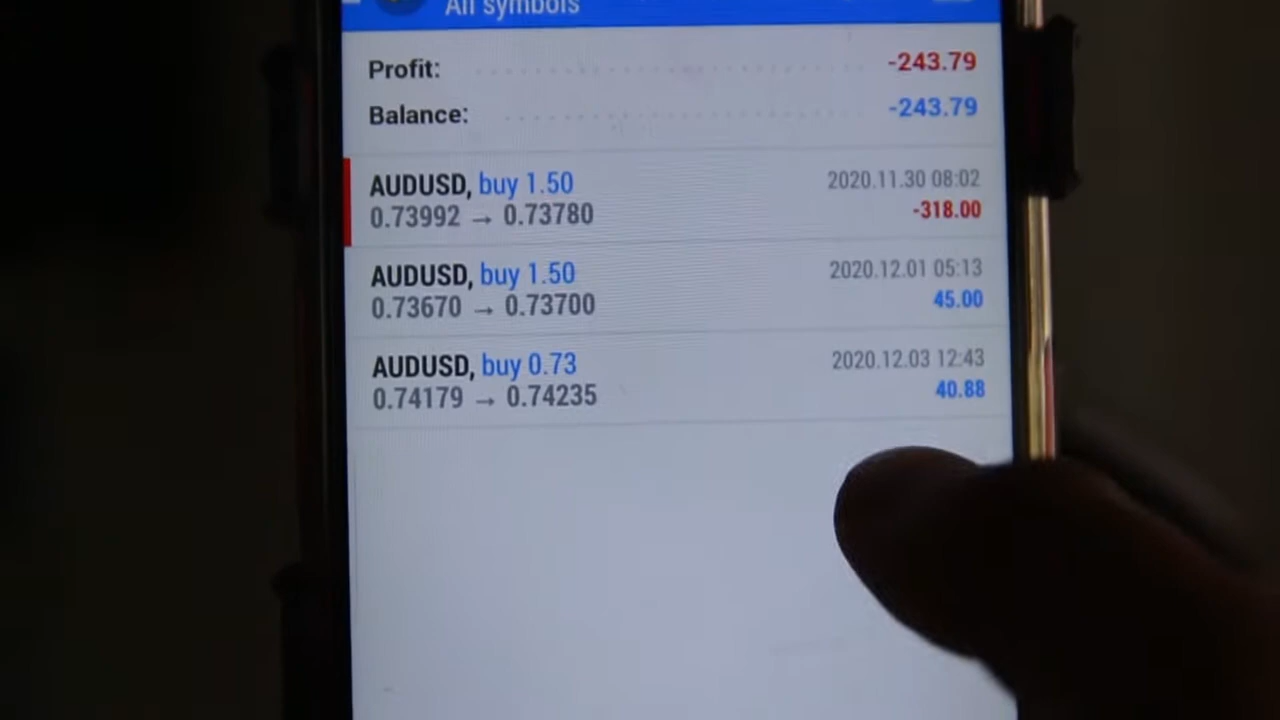 All symbols
Profit: -243.79
Balance: -243.79
AUDUSD, buy 1.50 2020.11.30 08:02
0.73992 → 0.73780 -318.00
AUDUSD, buy 1.50 2020.12.01 05:13
0.73670 → 0.73700 45.00
AUDUSD, buy 0.73 2020.12.03 12:43
0.74179 → 0.74235 40.88